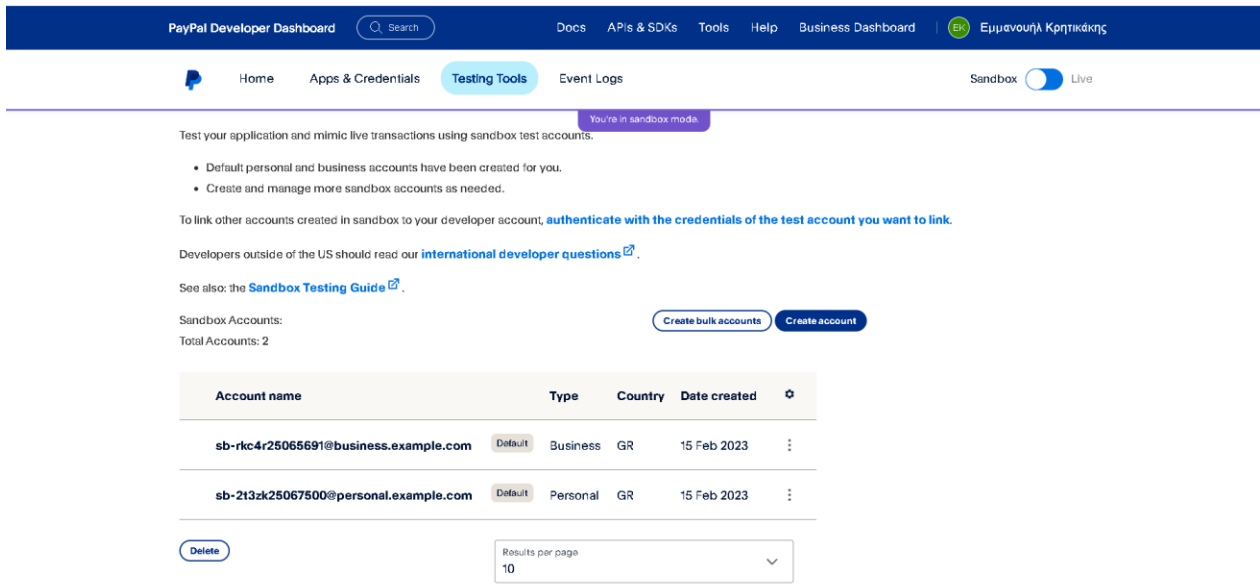 PayPal Developer Dashboard Search Docs APIs & SDKs Tools Help Business Dashboard EK Εμμανουήλ Κρητικάκης
Home Apps & Credentials Testing Tools Event Logs Sandbox Live
You're in sandbox mode.
Test your application and mimic live transactions using sandbox test accounts.
• Default personal and business accounts have been created for you.
• Create and manage more sandbox accounts as needed.
To link other accounts created in sandbox to your developer account, authenticate with the credentials of the test account you want to link.
Developers outside of the US should read our international developer questions.
See also: the Sandbox Testing Guide.
Sandbox Accounts: Create bulk accounts Create account
Total Accounts: 2
Account name Type Country Date created
sb-rkc4r25065691@business.example.com Default Business GR 15 Feb 2023
sb-2t3zk25067500@personal.example.com Default Personal GR 15 Feb 2023
Delete
Results per page
10